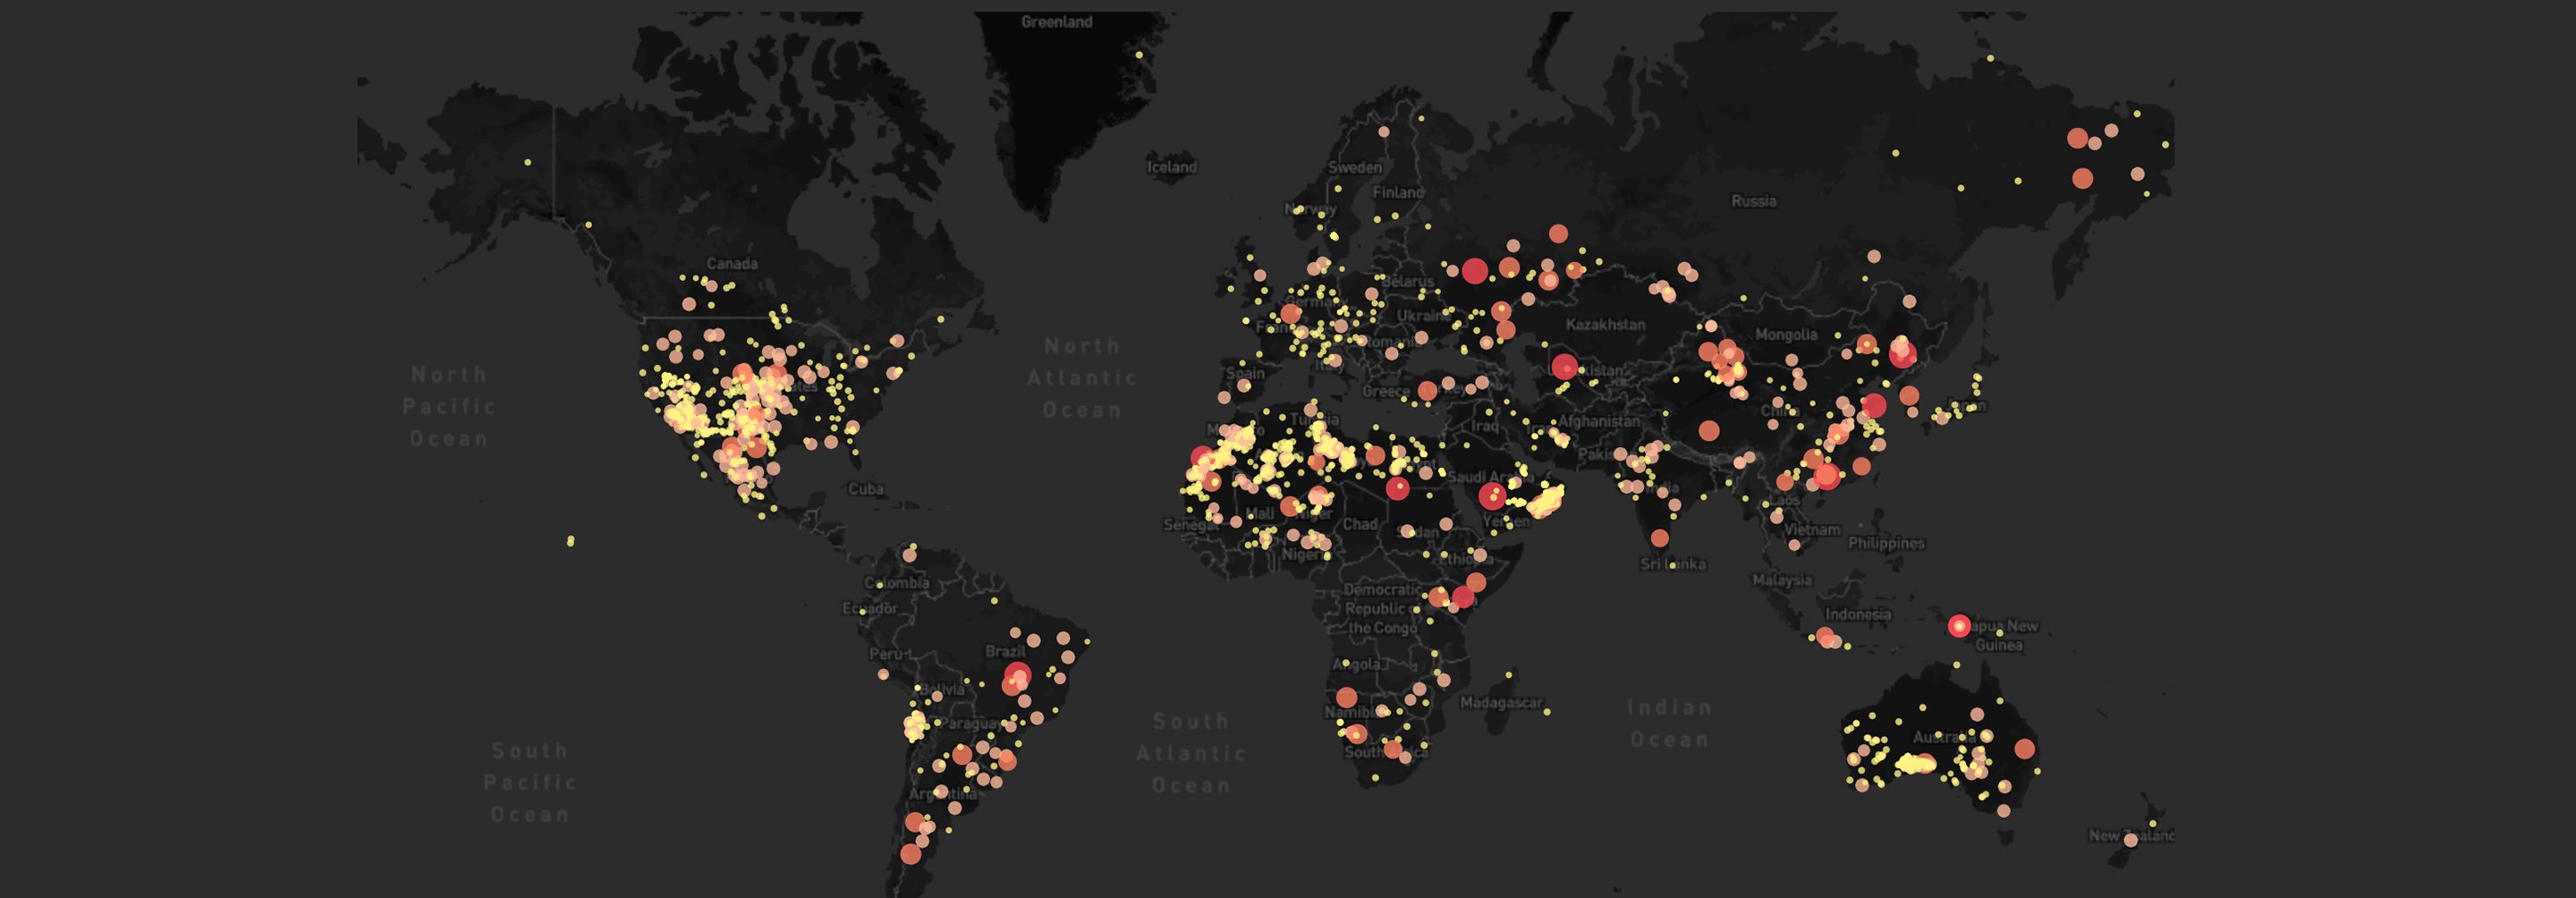 Greenland
Iceland
Sweden
Finland
Norway
Russia
Canada
Belarus
Germany
Ukraine
France
Kazakhstan
Mongolia
Romania
North
Pacific
Ocean
North
Atlantic
Ocean
Spain
Greece
China
Japan
Tunisia
Morocco
Iraq
Afghanistan
Saudi Arabia
India
Cuba
Laos
Mali
Niger
Chad
Senegal
Yemen
Sudan
Vietnam
Philippines
Nigeria
Ethiopia
Sri Lanka
Colombia
Malaysia
Democratic
Republic of
the Congo
Ecuador
Indonesia
Papua New
Guinea
Brazil
Peru
Angola
Bolivia
Madagascar
Namibia
Indian
Ocean
Paraguay
South
Atlantic
Ocean
Australia
South Africa
South
Pacific
Ocean
Argentina
New Zealand